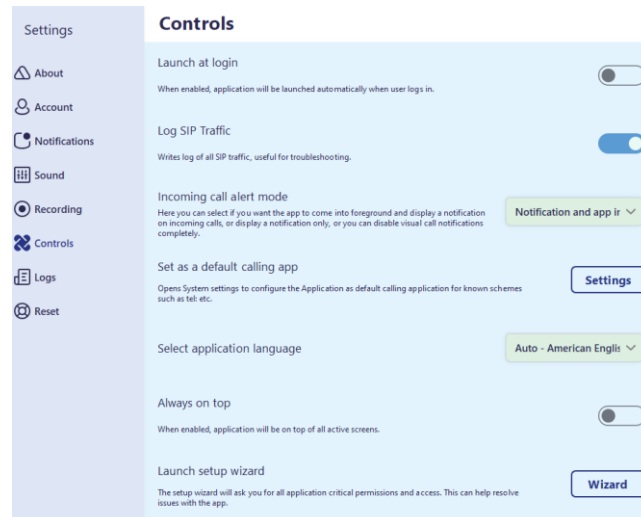 Settings
About
Account
Notifications
Sound
Recording
Controls
Logs
Reset
Controls
Launch at login
When enabled, application will be launched automatically when user logs in.
Log SIP Traffic
Writes log of all SIP traffic, useful for troubleshooting.
Incoming call alert mode
Here you can select if you want the app to come into foreground and display a notification
on incoming calls, or display a notification only, or you can disable visual call notifications
completely.
Notification and app ir
Set as a default calling app
Opens System settings to configure the Application as default calling application for known schemes
such as tel: etc.
Settings
Select application language
Auto - American Englis
Always on top
When enabled, application will be on top of all active screens.
Launch setup wizard
The setup wizard will ask you for all application critical permissions and access. This can help resolve
issues with the app.
Wizard